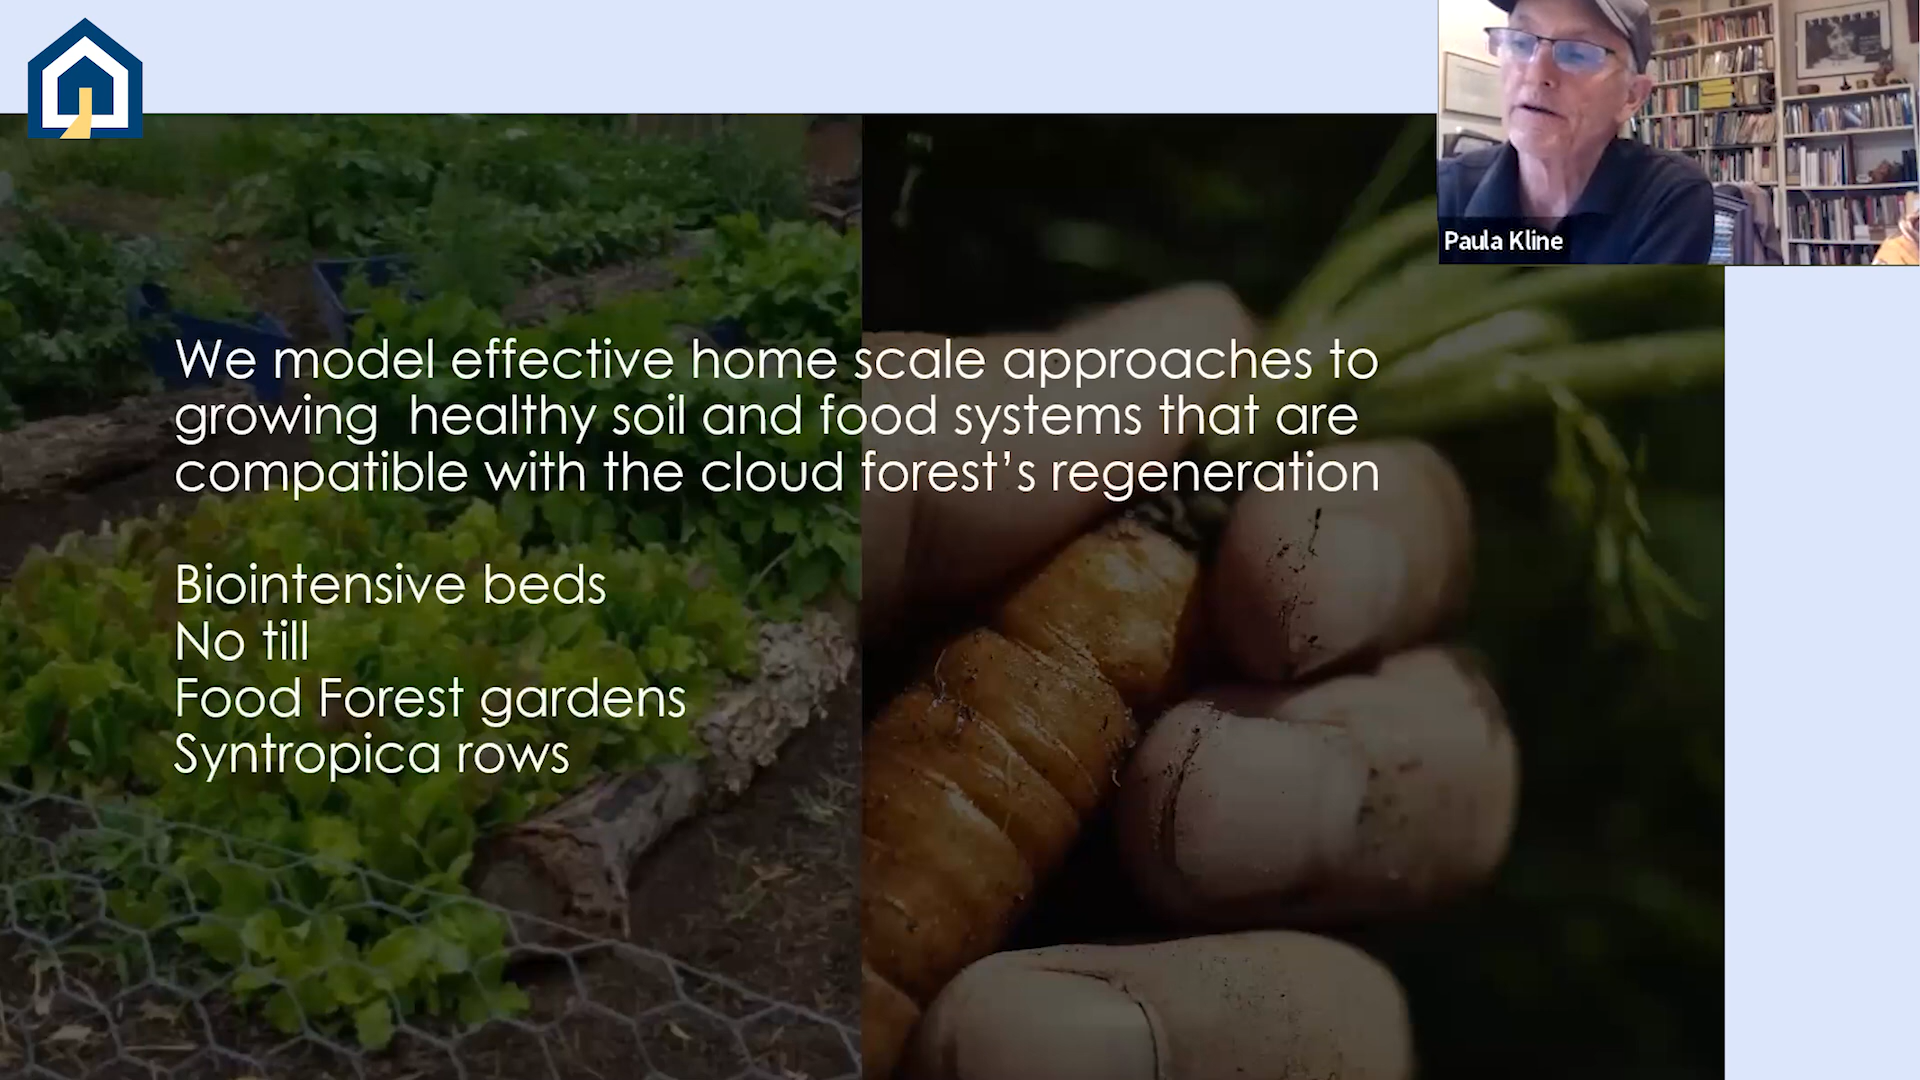 Paula Kline
We model effective home scale approaches to
growing healthy soil and food systems that are
compatible with the cloud forest's regeneration
Biointensive beds
No till
Food Forest gardens
Syntropica rows